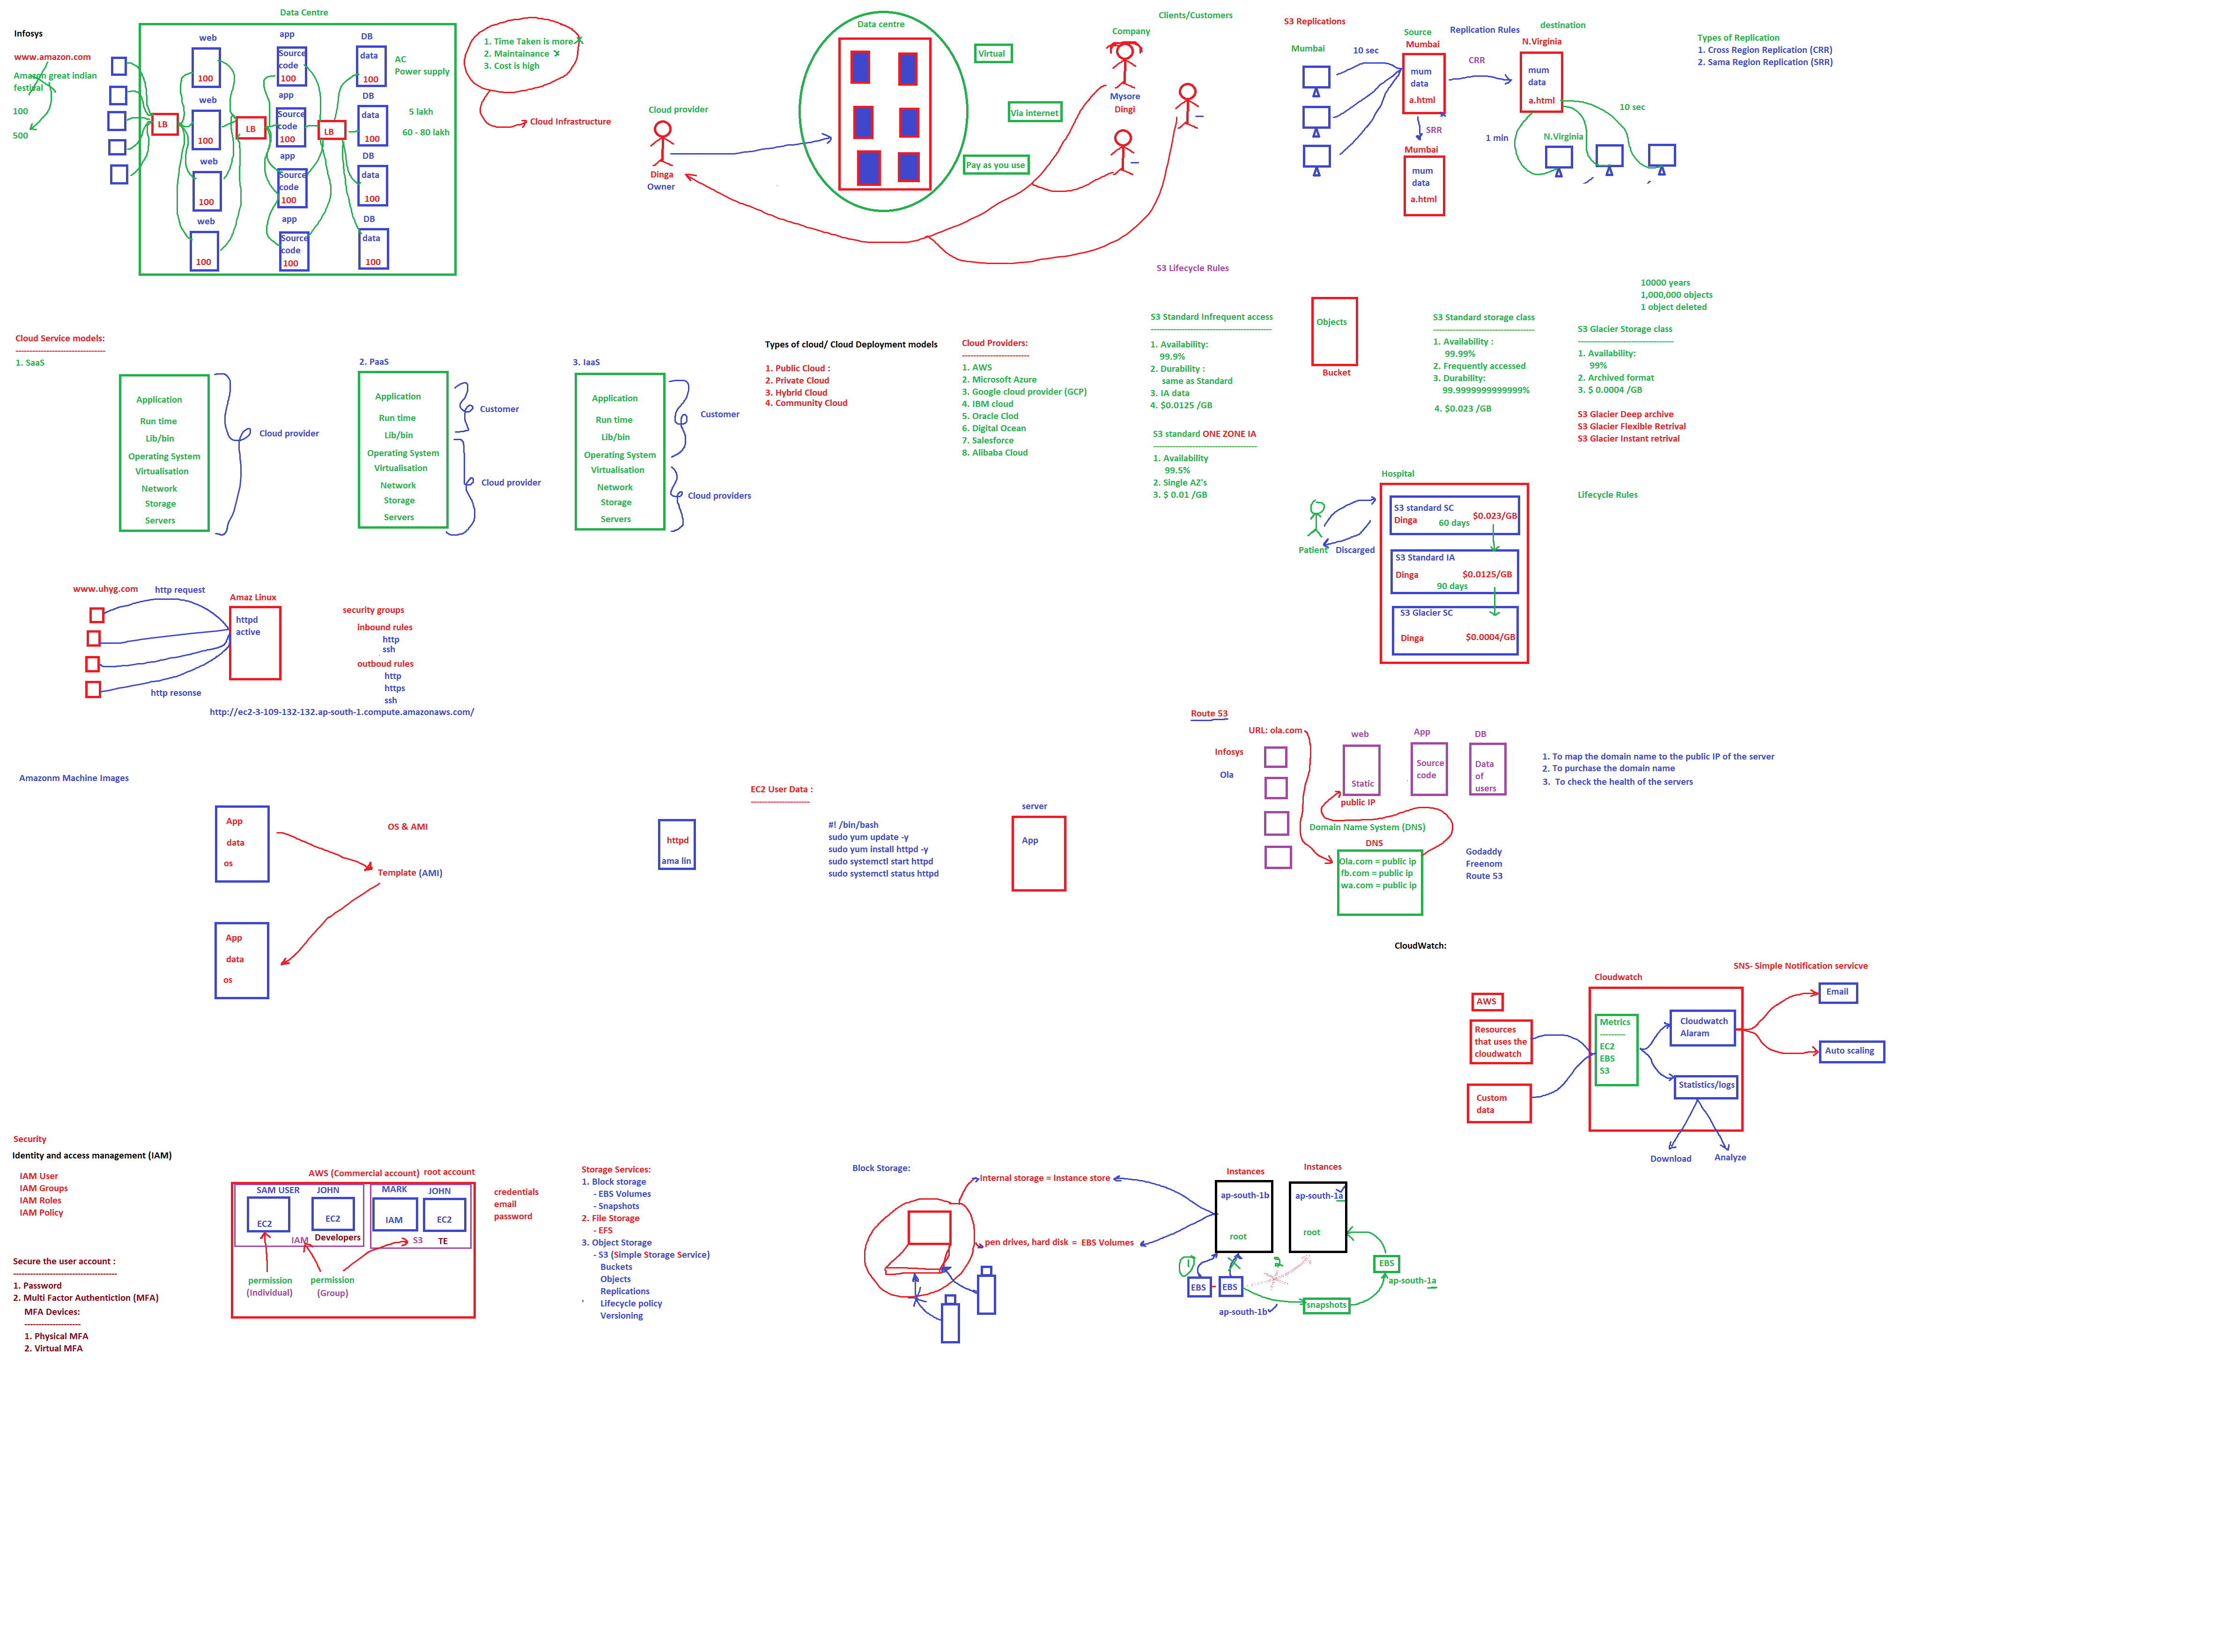 Data Centre
Infosys
www.amazon.com
Amazon great indian
festival
100
500
web
app
DB
100
Source
code
100
data
100
AC
Power supply
web
app
DB
100
Source
code
100
data
100
5 lakh
60 - 80 lakh
LB
LB
LB
web
app
DB
100
Source
code
100
data
100
web
app
DB
100
Source
code
100
data
100
1. Time Taken is more
2. Maintainance
3. Cost is high
Cloud Infrastructure
Cloud provider
Dinga
Owner
Data centre
Virtual
Via internet
Pay as you use
Clients/Customers
Company
Mysore
Dingi
S3 Replications
Mumbai
10 sec
Source
Mumbai
mum
data
a.html
SRR
Mumbai
mum
data
a.html
Replication Rules
CRR
destination
N.Virginia
mum
data
a.html
10 sec
1 min
N.Virginia
Types of Replication
1. Cross Region Replication (CRR)
2. Sama Region Replication (SRR)
Cloud Service models:
--------------------------------
1. SaaS
Application
Run time
Lib/bin
Operating System
Virtualisation
Network
Storage
Servers
Cloud provider
2. PaaS
Application
Run time
Lib/bin
Operating System
Virtualisation
Network
Storage
Servers
Customer
Cloud provider
3. IaaS
Application
Run time
Lib/bin
Operating System
Virtualisation
Network
Storage
Servers
Customer
Cloud providers
Types of cloud/ Cloud Deployment models
1. Public Cloud :
2. Private Cloud
3. Hybrid Cloud
4. Community Cloud
Cloud Providers:
------------------------
1. AWS
2. Microsoft Azure
3. Google cloud provider (GCP)
4. IBM cloud
5. Oracle Clod
6. Digital Ocean
7. Salesforce
8. Alibaba Cloud
S3 Lifecycle Rules
S3 Standard Infrequent access
-------------------------------------------
1. Availability:
99.9%
2. Durability :
same as Standard
3. IA data
4. $0.0125 /GB
S3 standard ONE ZONE IA
-------------------------------------
1. Availability
99.5%
2. Single AZ's
3. $ 0.01 /GB
Objects
Bucket
S3 Standard storage class
------------------------------------
1. Availability :
99.99%
2. Frequently accessed
3. Durability:
99.9999999999999%
4. $0.023 /GB
10000 years
1,000,000 objects
1 object deleted
S3 Glacier Storage class
----------------------------------
1. Availability:
99%
2. Archived format
3. $ 0.0004 /GB
S3 Glacier Deep archive
S3 Glacier Flexible Retrival
S3 Glacier Instant retrival
Lifecycle Rules
Hospital
Patient
Discarged
S3 standard SC
Dinga
$0.023/GB
60 days
S3 Standard IA
Dinga
$0.0125/GB
90 days
S3 Glacier SC
Dinga
$0.0004/GB
www.uhyg.com
http request
Amaz Linux
httpd
active
http resonse
security groups
inbound rules
http
ssh
outboud rules
http
https
ssh
http://ec2-3-109-132-132.ap-south-1.compute.amazonaws.com/
Amazonm Machine Images
App
data
os
OS & AMI
Template (AMI)
App
data
os
httpd
ama lin
EC2 User Data :
---------------------
#! /bin/bash
sudo yum update -y
sudo yum install httpd -y
sudo systemctl start httpd
sudo systemctl status httpd
server
App
Route 53
URL: ola.com
Infosys
Ola
web
Static
public IP
App
Source
code
DB
Data
of
users
Domain Name System (DNS)
DNS
Ola.com = public ip
fb.com = public ip
wa.com = public ip
Godaddy
Freenom
Route 53
1. To map the domain name to the public IP of the server
2. To purchase the domain name
3. To check the health of the servers
CloudWatch:
AWS
Resources
that uses the
cloudwatch
Custom
data
Cloudwatch
Metrics
---------
EC2
EBS
S3
Cloudwatch
Alaram
Statistics/logs
Download
Analyze
SNS- Simple Notification servicve
Email
Auto scaling
Security
Identity and access management (IAM)
IAM User
IAM Groups
IAM Roles
IAM Policy
Secure the user account :
-------------------------------------
1. Password
2. Multi Factor Authentiction (MFA)
MFA Devices:
--------------------
1. Physical MFA
2. Virtual MFA
AWS (Commercial account) root account
SAM USER
JOHN
MARK
JOHN
EC2
EC2
IAM
EC2
IAM
Developers
S3
TE
permission
(Individual)
permission
(Group)
credentials
email
password
Storage Services:
1. Block storage
- EBS Volumes
- Snapshots
2. File Storage
- EFS
3. Object Storage
- S3 (Simple Storage Service)
Buckets
Objects
Replications
Lifecycle policy
Versioning
Block Storage:
Internal storage = Instance store
pen drives, hard disk = EBS Volumes
Instances
ap-south-1b
root
Instances
ap-south-1a
root
1
2
EBS
EBS
ap-south-1b
snapshots
EBS
ap-south-1a